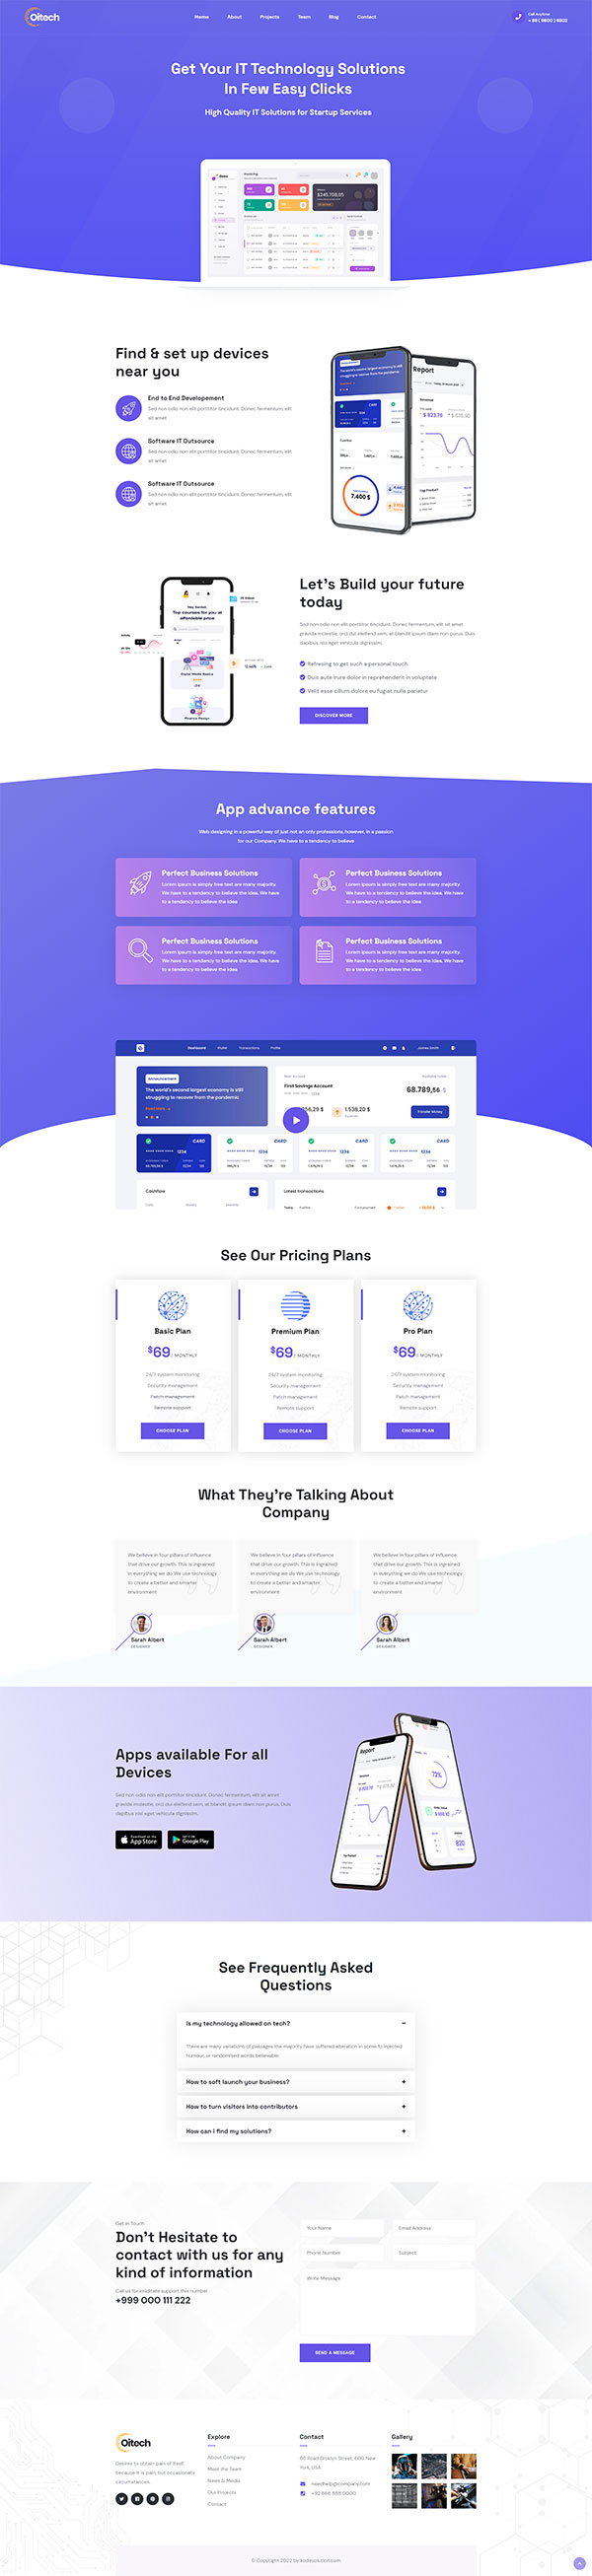 Oitech
Home About Projects Team Blog Contact
Call Anytime
+ 89 ( 9800 ) 6802
Get Your IT Technology Solutions
In Few Easy Clicks
High Quality IT Solutions for Startup Services
Find & set up devices
near you
End to End Developement
Sed non odio non elit porttitor tincidunt. Donec fermentum, elit
sit amet
Software IT Outsource
Sed non odio non elit porttitor tincidunt. Donec fermentum, elit
sit amet
Software IT Outsource
Sed non odio non elit porttitor tincidunt. Donec fermentum, elit
sit amet
Report
CARD
7.400 $
Let's Build your future
today
Sed non odio non elit porttitor tincidunt. Donec fermentum, elit sit amet
gravida molestie, orci dui eleifend sem, at blandit ipsum diam non purus. Duis
dapibus nisi eget vehicula dignissim.
Refresing to get such a personal touch
Duis aute irure dolor in reprehenderit in voluptate
Velit esse cillum dolore eu fugiat nulla pariatur
DISCOVER MORE
Top courses for you at
affordable price
App advance features
Web designing in a powerful way of just not an only professions, however, in a passion
for our Company. We have to a tendency to believe
Perfect Business Solutions
Lorem ipsum is simply free text are many majority.
We have to a tendency to believe the idea. We have
to a tendency to believe the idea
Perfect Business Solutions
Lorem ipsum is simply free text are many majority.
We have to a tendency to believe the idea. We have
to a tendency to believe the idea
Perfect Business Solutions
Lorem ipsum is simply free text are many majority.
We have to a tendency to believe the idea. We have
to a tendency to believe the idea
Perfect Business Solutions
Lorem ipsum is simply free text are many majority.
We have to a tendency to believe the idea. We have
to a tendency to believe the idea
Dashboard Wallet Transactions Profile
James Smith
Announcement
The world's second largest economy is still
struggling to recover from the pandemic
Read More
First Savings Account
68.789,56 $
1.538,20 $
Transfer Money
CARD CARD CARD CARD
1234 1234 1234 1234
Cashflow
Latest transactions
See Our Pricing Plans
Basic Plan
$69 / MONTHLY
24/7 system monitoring
Security management
Patch management
Remote support
CHOOSE PLAN
Premium Plan
$69 / MONTHLY
24/7 system monitoring
Security management
Patch management
Remote support
CHOOSE PLAN
Pro Plan
$69 / MONTHLY
24/7 system monitoring
Security management
Patch management
Remote support
CHOOSE PLAN
What They're Talking About
Company
We believe in four pillars of influence
that drive our growth. This is ingrained
in everything we do We use technology
to create a better and smarter
environment
Sarah Albert
DESIGNER
We believe in four pillars of influence
that drive our growth. This is ingrained
in everything we do We use technology
to create a better and smarter
environment
Sarah Albert
DESIGNER
We believe in four pillars of influence
that drive our growth. This is ingrained
in everything we do We use technology
to create a better and smarter
environment
Sarah Albert
DESIGNER
Apps available For all
Devices
Sed non odio non elit porttitor tincidunt. Donec fermentum, elit sit amet
gravida molestie, orci dui eleifend sem, at blandit ipsum diam non purus. Duis
dapibus nisi eget vehicula dignissim.
Download on the
App Store
GET IT ON
Google Play
Report
72%
820
See Frequently Asked
Questions
Is my technology allowed on tech?
There are many variations of passages the majority have suffered alteration in some fo injected
humour, or randomised words believable.
How to soft launch your business?
How to turn visitors into contributors
How can i find my solutions?
Get In Touch
Don't Hesitate to
contact with us for any
kind of information
Call us for imiditate support this number
+999 000 111 222
Your Name
Email Address
Phone Number
Subject
Write Message
SEND A MESSAGE
Oitech
Desires to obtain pain of itself,
because it is pain, but occasionally
circumstances.
Explore
About Company
Meet the Team
News & Media
Our Projects
Contact
Contact
66 Road Broklyn Street, 600 New
York, USA
needhelp@company.com
+92 666 888 0000
Gallery
© Copyright 2022 by kodesolution.com